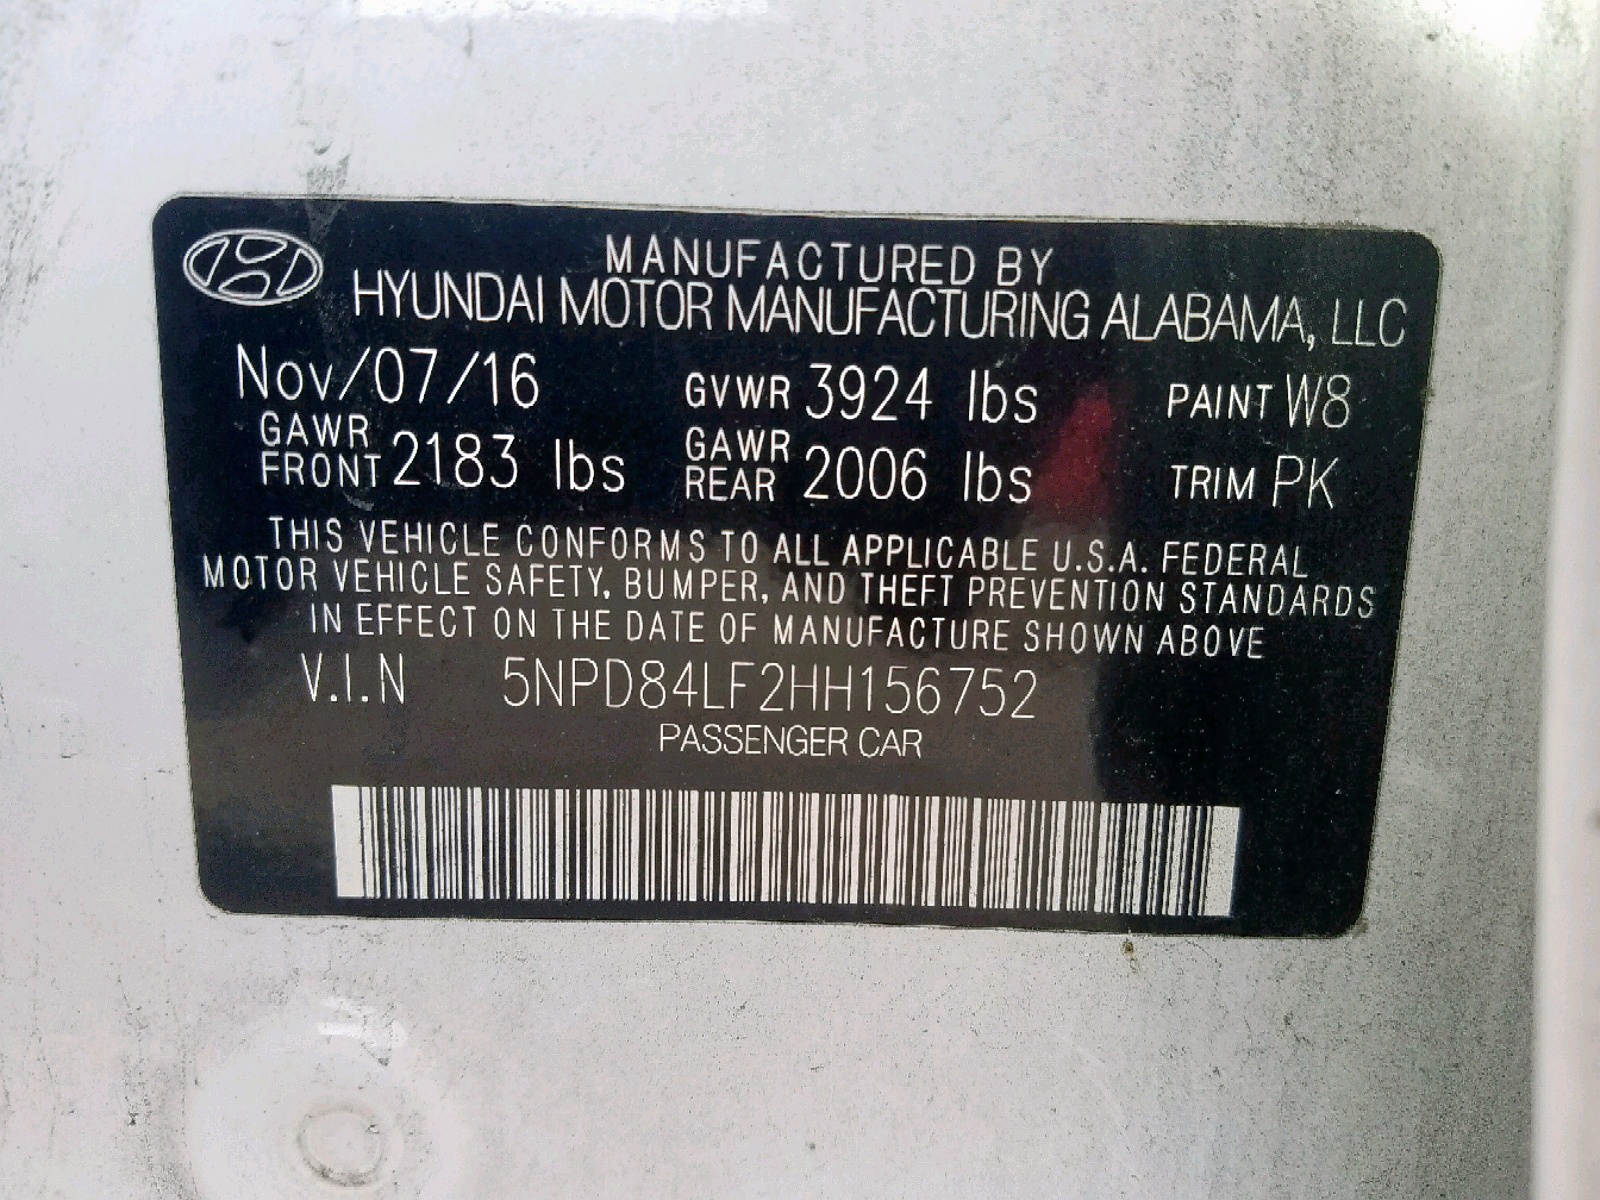 MANUFACTURED BY
HYUNDAI MOTOR MANUFACTURING ALABAMA, LLC
Nov/07/16 GVWR 3924 lbs PAINT W8
GAWR FRONT 2183 lbs GAWR REAR 2006 lbs TRIM PK
THIS VEHICLE CONFORMS TO ALL APPLICABLE U.S.A. FEDERAL
MOTOR VEHICLE SAFETY, BUMPER, AND THEFT PREVENTION STANDARDS
IN EFFECT ON THE DATE OF MANUFACTURE SHOWN ABOVE
V.I.N 5NPD84LF2HH156752
PASSENGER CAR